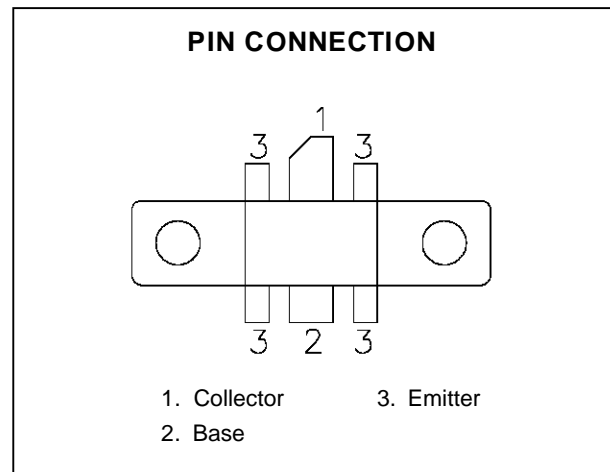 PIN CONNECTION
1
3 3
3 2 3
1. Collector 3. Emitter
2. Base